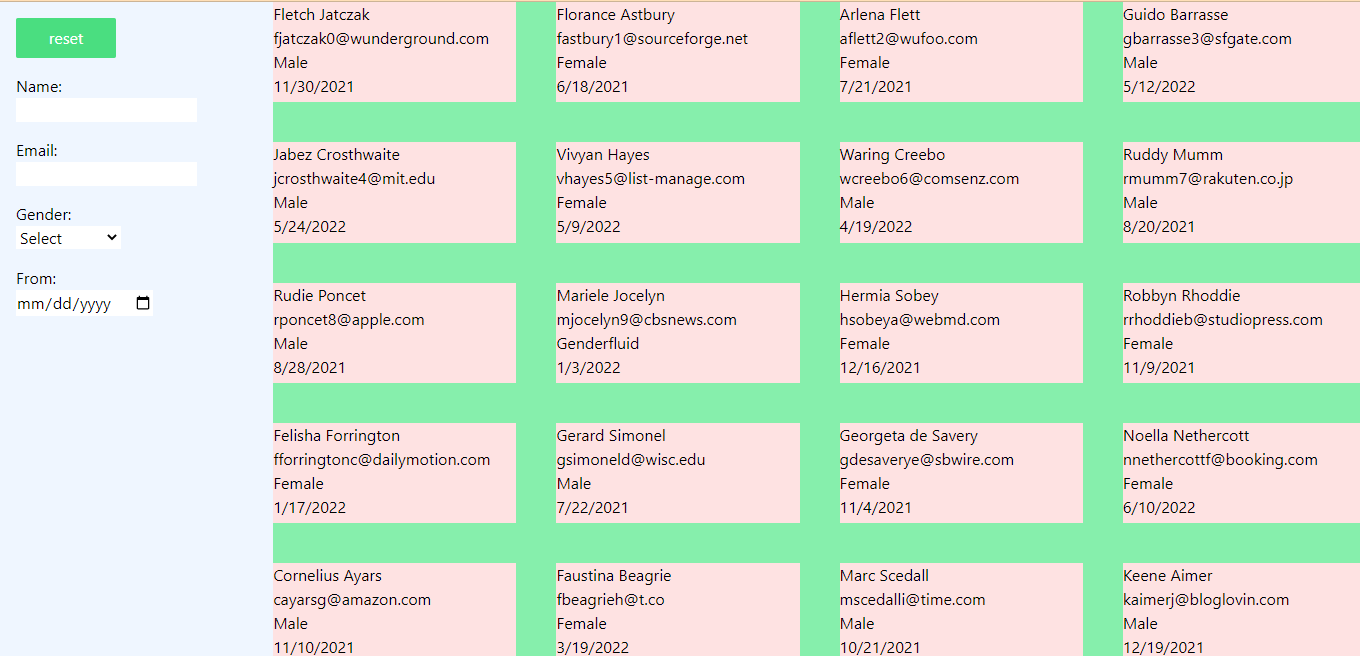 reset
Name:
Email:
Gender:
Select
From:
mm/dd/yyyy
Fletch Jatczak
fjatczak0@wunderground.com
Male
11/30/2021
Florance Astbury
fastbury1@sourceforge.net
Female
6/18/2021
Arlena Flett
aflett2@wufoo.com
Female
7/21/2021
Guido Barrasse
gbarrasse3@sfgate.com
Male
5/12/2022
Jabez Crosthwaite
jcrosthwaite4@mit.edu
Male
5/24/2022
Vivyan Hayes
vhayes5@list-manage.com
Female
5/9/2022
Waring Creebo
wcreebo6@comsenz.com
Male
4/19/2022
Ruddy Mumm
rmumm7@rakuten.co.jp
Male
8/20/2021
Rudie Poncet
rponcet8@apple.com
Male
8/28/2021
Mariele Jocelyn
mjocelyn9@cbsnews.com
Genderfluid
1/3/2022
Hermia Sobey
hsobeya@webmd.com
Female
12/16/2021
Robbyn Rhoddie
rrhoddieb@studiopress.com
Female
11/9/2021
Felisha Forrington
fforringtonc@dailymotion.com
Female
1/17/2022
Gerard Simonel
gsimoneld@wisc.edu
Male
7/22/2021
Georgeta de Savery
gdesaverye@sbwire.com
Female
11/4/2021
Noella Nethercott
nnethercottf@booking.com
Female
6/10/2022
Cornelius Ayars
cayarsg@amazon.com
Male
11/10/2021
Faustina Beagrie
fbeagrieh@t.co
Female
3/19/2022
Marc Scedall
mscedalli@time.com
Male
10/21/2021
Keene Aimer
kaimerj@bloglovin.com
Male
12/19/2021